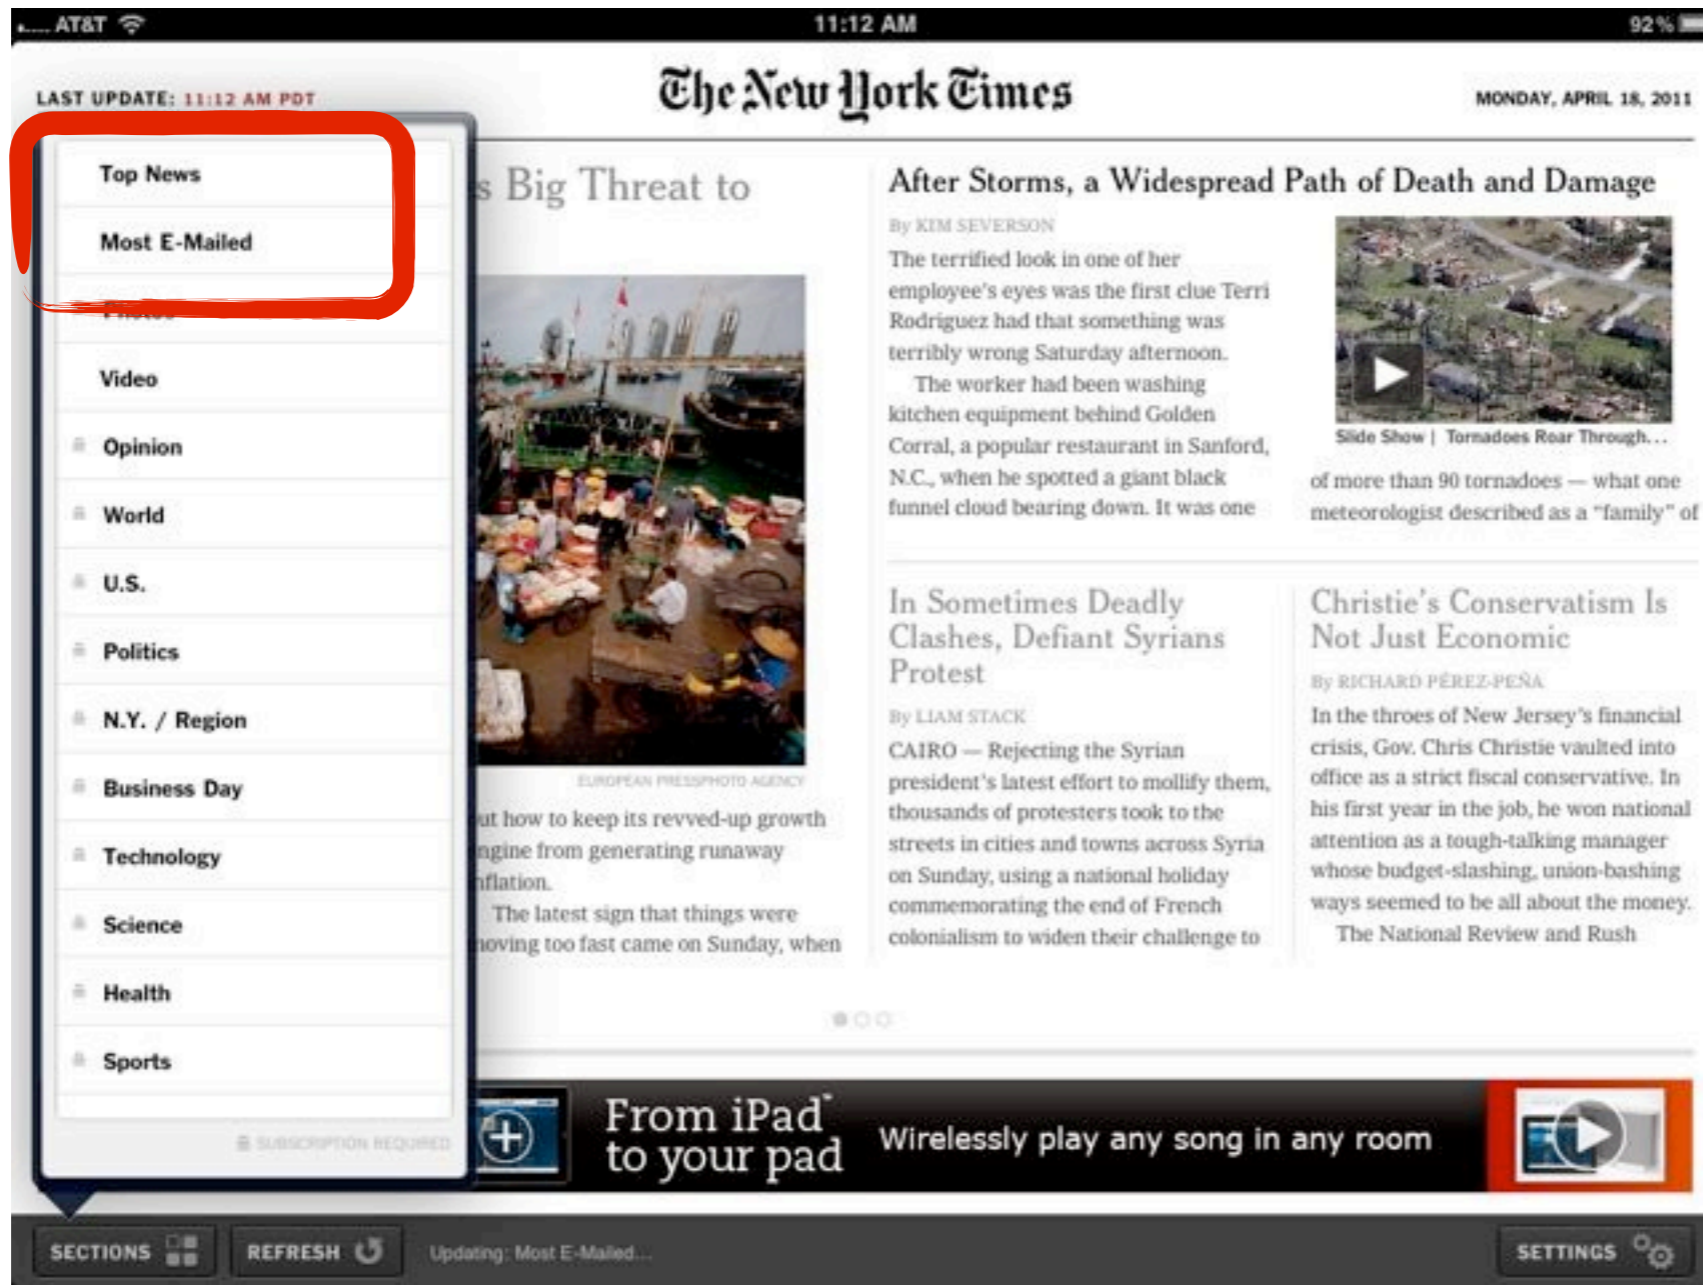 AT&T
11:12 AM
92%
LAST UPDATE: 11:12 AM PDT
The New York Times
MONDAY, APRIL 18, 2011
Top News
Most E-Mailed
Photos
Video
Opinion
World
U.S.
Politics
N.Y. / Region
Business Day
Technology
Science
Health
Sports
SUBSCRIPTION REQUIRED
s Big Threat to
EUROPEAN PRESSPHOTO AGENCY
ut how to keep its revved-up growth
ngine from generating runaway
nflation.
The latest sign that things were
noving too fast came on Sunday, when
After Storms, a Widespread Path of Death and Damage
By KIM SEVERSON
The terrified look in one of her
employee's eyes was the first clue Terri
Rodriguez had that something was
terribly wrong Saturday afternoon.
The worker had been washing
kitchen equipment behind Golden
Corral, a popular restaurant in Sanford,
N.C., when he spotted a giant black
funnel cloud bearing down. It was one
Slide Show | Tornadoes Roar Through...
of more than 90 tornadoes — what one
meteorologist described as a "family" of
In Sometimes Deadly
Clashes, Defiant Syrians
Protest
By LIAM STACK
CAIRO — Rejecting the Syrian
president's latest effort to mollify them,
thousands of protesters took to the
streets in cities and towns across Syria
on Sunday, using a national holiday
commemorating the end of French
colonialism to widen their challenge to
Christie's Conservatism Is
Not Just Economic
By RICHARD PÉREZ-PEÑA
In the throes of New Jersey's financial
crisis, Gov. Chris Christie vaulted into
office as a strict fiscal conservative. In
his first year in the job, he won national
attention as a tough-talking manager
whose budget-slashing, union-bashing
ways seemed to be all about the money.
The National Review and Rush
From iPad™
to your pad
Wirelessly play any song in any room
SECTIONS
REFRESH
Updating: Most E-Mailed...
SETTINGS